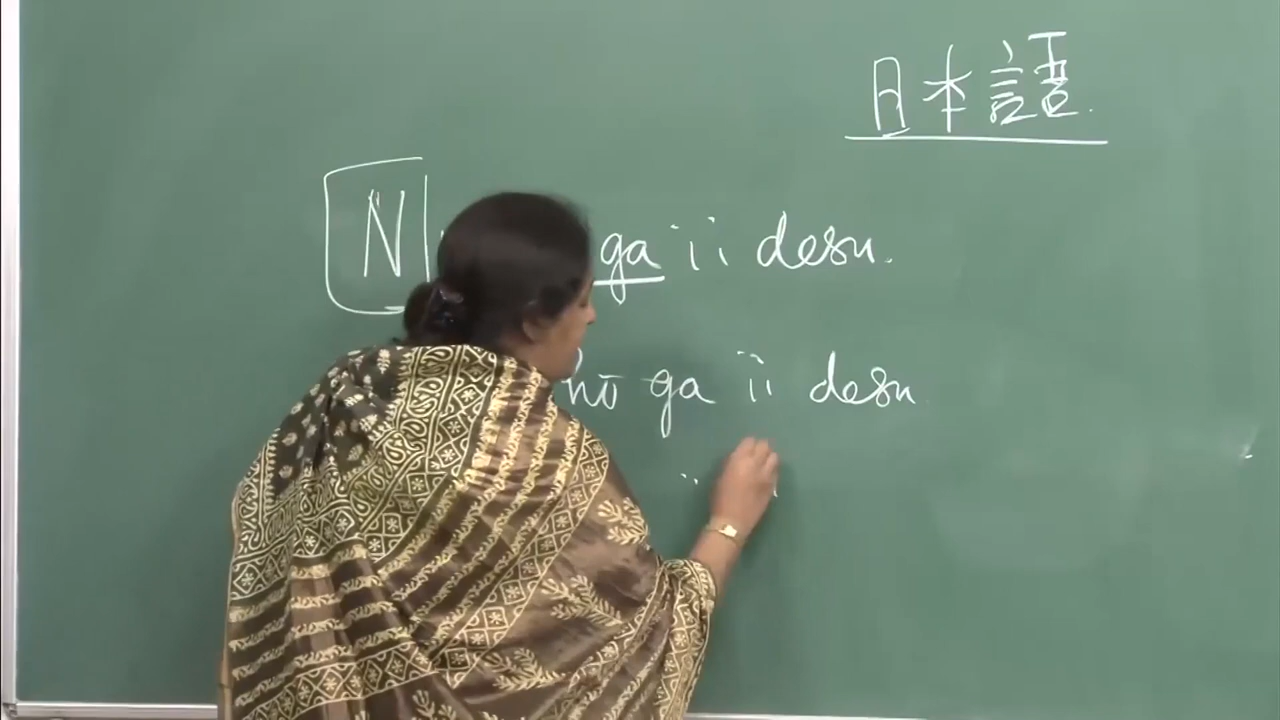 日本語
N ga ii desu.
hō ga ii desu